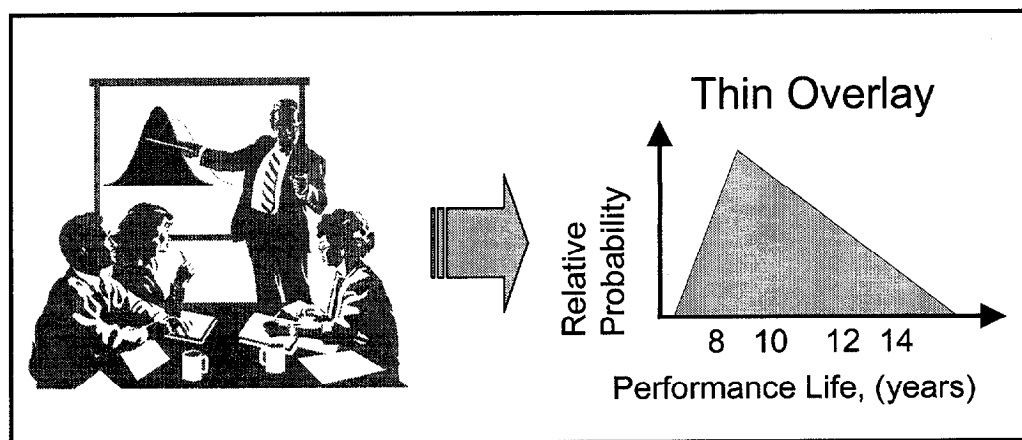 Thin Overlay
Relative
Probability
8 10 12 14
Performance Life, (years)